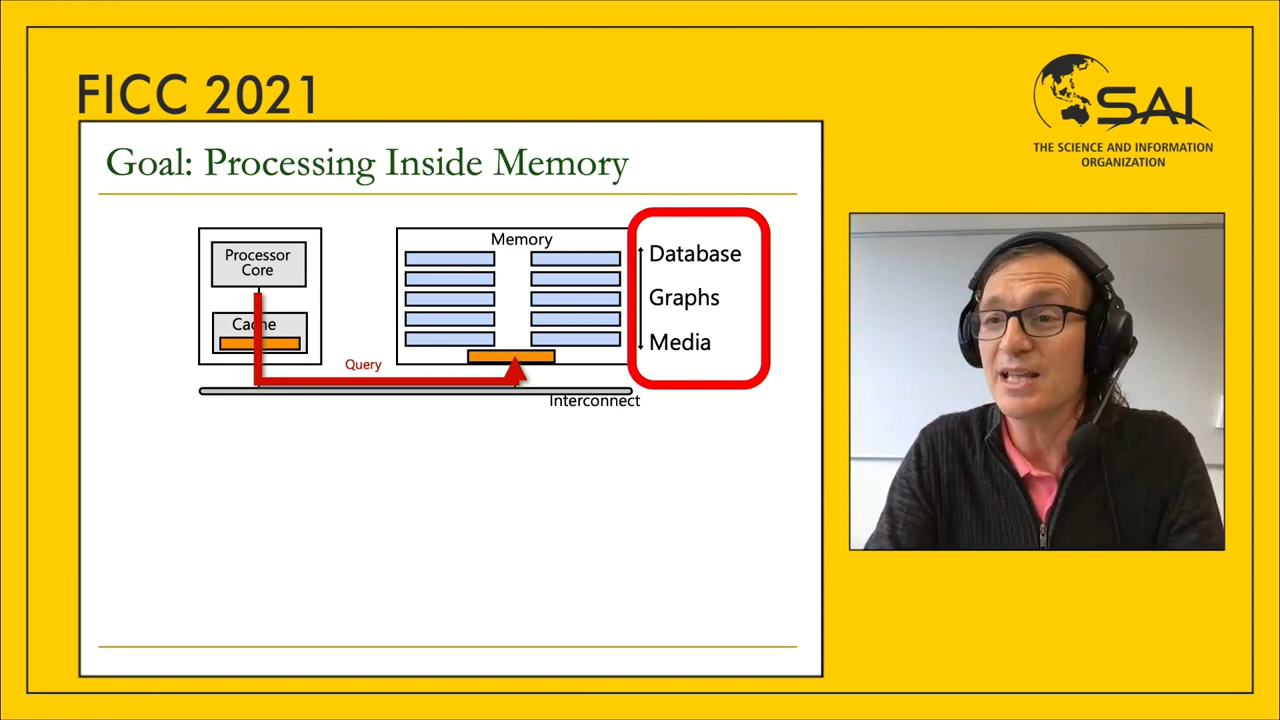 FICC 2021
SAI
THE SCIENCE AND INFORMATION
ORGANIZATION
Goal: Processing Inside Memory
Processor
Core
Cache
Memory
Database
Graphs
Media
Query
Interconnect